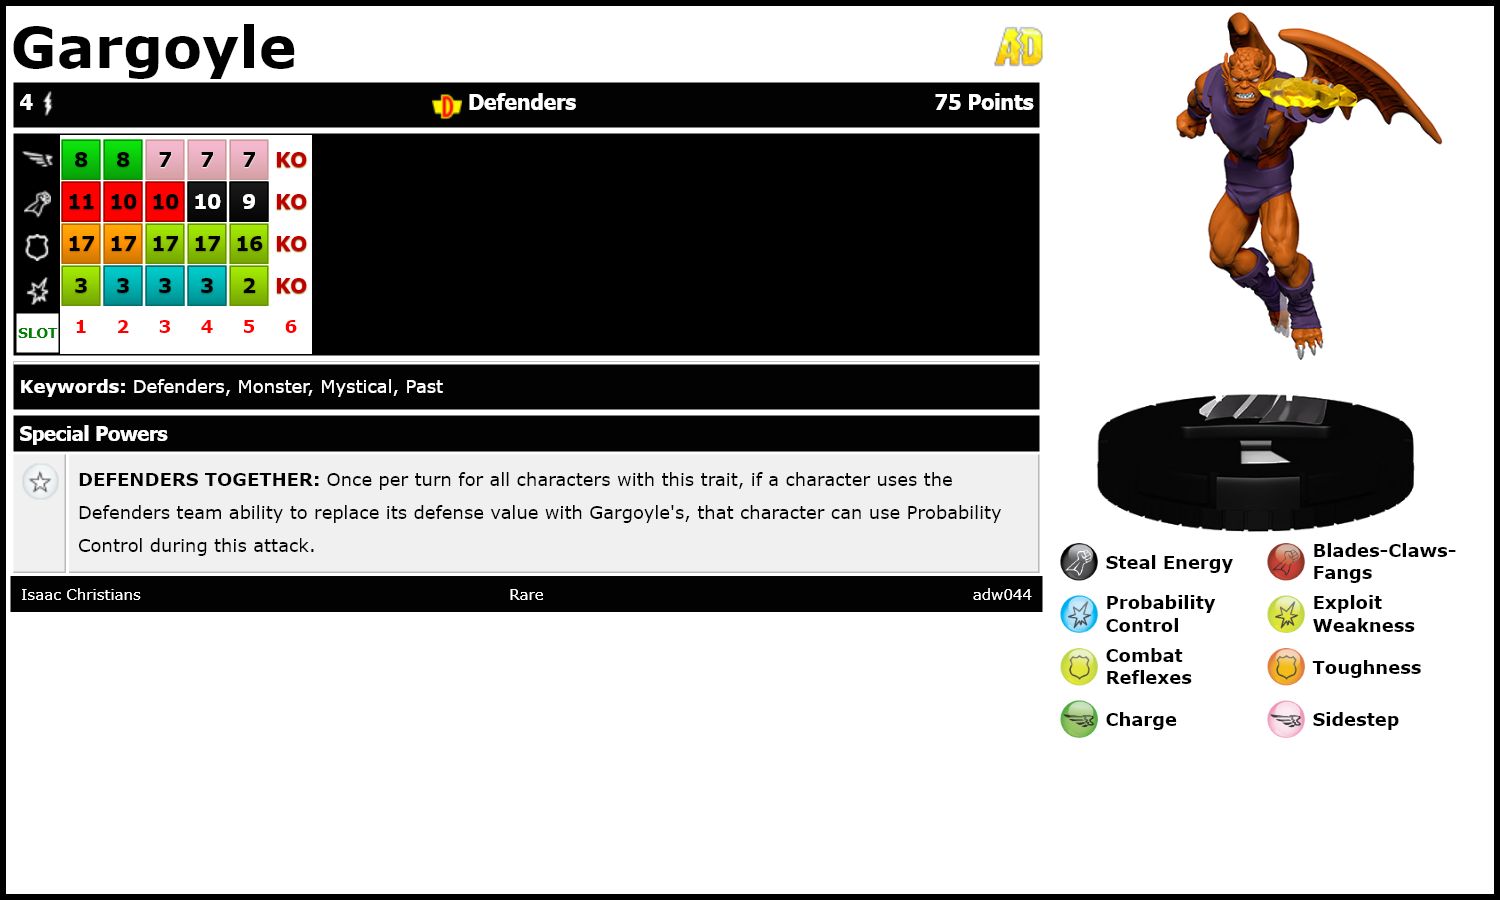 Gargoyle
AD
4 Defenders 75 Points
8 8 7 7 7 KO
11 10 10 10 9 KO
17 17 17 17 16 KO
3 3 3 3 2 KO
SLOT 1 2 3 4 5 6
Keywords: Defenders, Monster, Mystical, Past
Special Powers
DEFENDERS TOGETHER: Once per turn for all characters with this trait, if a character uses the
Defenders team ability to replace its defense value with Gargoyle's, that character can use Probability
Control during this attack.
Isaac Christians Rare adw044
Steal Energy
Blades-Claws-
Fangs
Probability
Control
Exploit
Weakness
Combat
Reflexes
Toughness
Charge
Sidestep